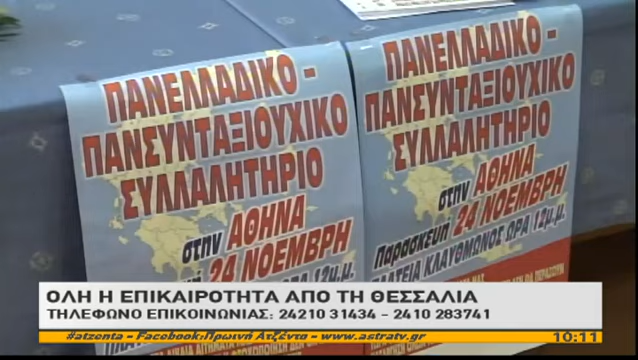 ΠΑΝΕΛΛΑΔΙΚΟ -
ΠΑΝΣΥΝΤΑΞΙΟΥΧΙΚΟ
ΣΥΛΛΑΛΗΤΗΡΙΟ
στην ΑΘΗΝΑ
24 ΝΟΕΜΒΡΗ
12μ.μ.
ΠΑΝΕΛΛΑΔΙΚΟ -
ΠΑΝΣΥΝΤΑΞΙΟΥΧΙΚΟ
ΣΥΛΛΑΛΗΤΗΡΙΟ
στην ΑΘΗΝΑ
Παρασκευή 24 ΝΟΕΜΒΡΗ
ΠΛΑΤΕΙΑ ΚΛΑΥΘΜΩΝΟΣ ΩΡΑ 12μ.μ.
ΟΛΗ Η ΕΠΙΚΑΙΡΟΤΗΤΑ ΑΠΟ ΤΗ ΘΕΣΣΑΛΙΑ
ΤΗΛΕΦΩΝΟ ΕΠΙΚΟΙΝΩΝΙΑΣ: 24210 31434 - 2410 283741
#atzenta - Facebook:Πρωινή Ατζέντα - www.astratv.gr
10:11